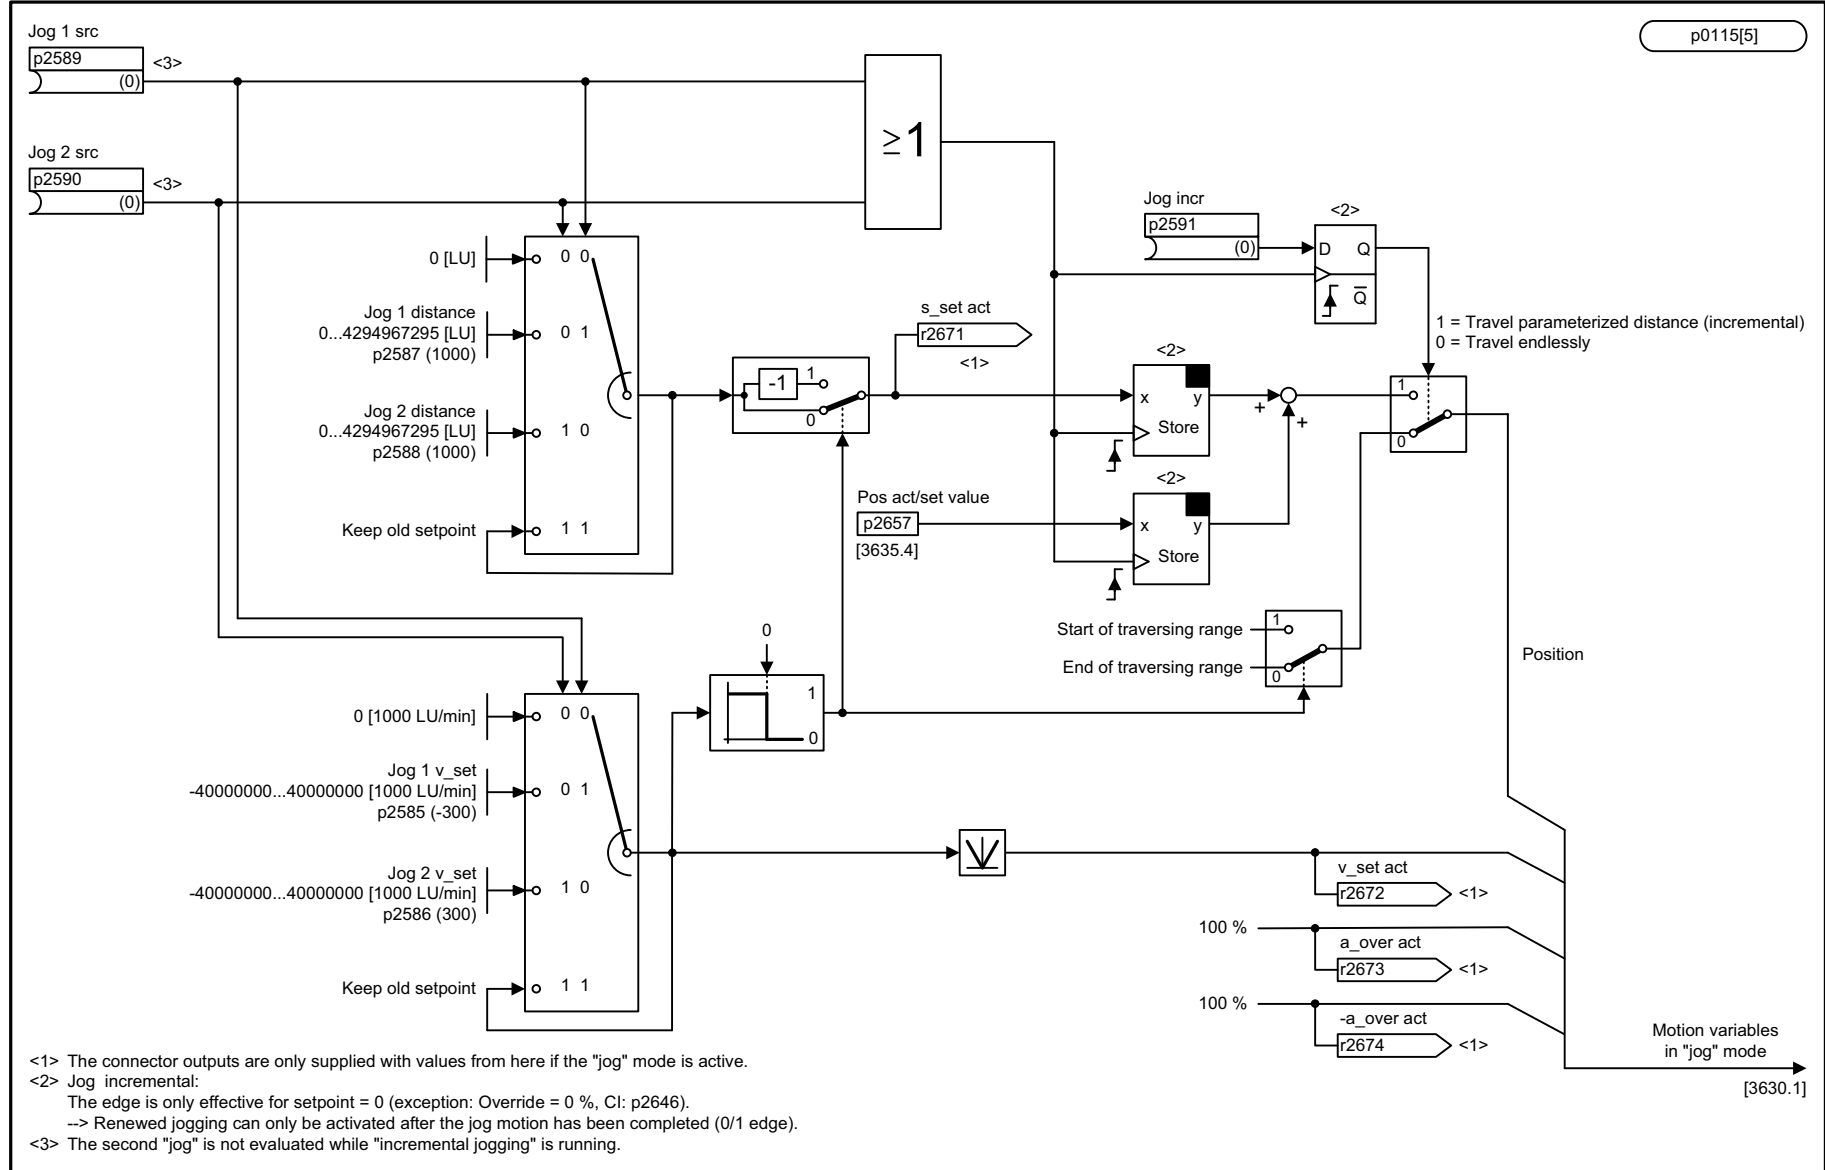 Jog 1 src
p2589
(0)
<3>
p0115[5]
Jog 2 src
p2590
(0)
<3>
≥1
Jog incr
p2591
(0)
<2>
D Q
Q̅
0 [LU]
0 0
Jog 1 distance
0...4294967295 [LU]
p2587 (1000)
0 1
Jog 2 distance
0...4294967295 [LU]
p2588 (1000)
1 0
Keep old setpoint
1 1
-1
1
0
s_set act
r2671
<1>
1 = Travel parameterized distance (incremental)
0 = Travel endlessly
<2>
x y
Store
+
+
1
0
<2>
Pos act/set value
p2657
[3635.4]
x y
Store
Start of traversing range
End of traversing range
1
0
Position
0
1
0
0 [1000 LU/min]
0 0
Jog 1 v_set
-40000000...40000000 [1000 LU/min]
p2585 (-300)
0 1
Jog 2 v_set
-40000000...40000000 [1000 LU/min]
p2586 (300)
1 0
Keep old setpoint
1 1
v_set act
r2672
<1>
100 %
a_over act
r2673
<1>
100 %
-a_over act
r2674
<1>
Motion variables
in "jog" mode
[3630.1]
<1> The connector outputs are only supplied with values from here if the "jog" mode is active.
<2> Jog incremental:
The edge is only effective for setpoint = 0 (exception: Override = 0 %, CI: p2646).
--> Renewed jogging can only be activated after the jog motion has been completed (0/1 edge).
<3> The second "jog" is not evaluated while "incremental jogging" is running.